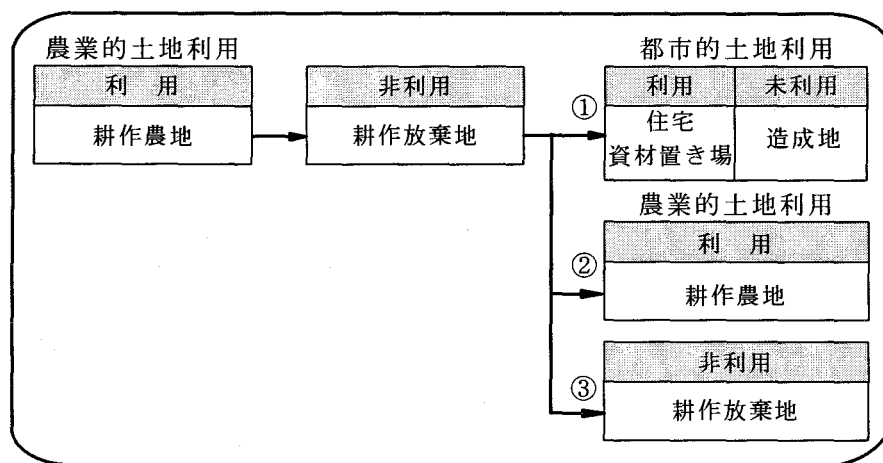 農業的土地利用
利 用
耕作農地
非利用
耕作放棄地
①
都市的土地利用
利用
未利用
住宅
資材置き場
造成地
②
農業的土地利用
利 用
耕作農地
③
非利用
耕作放棄地